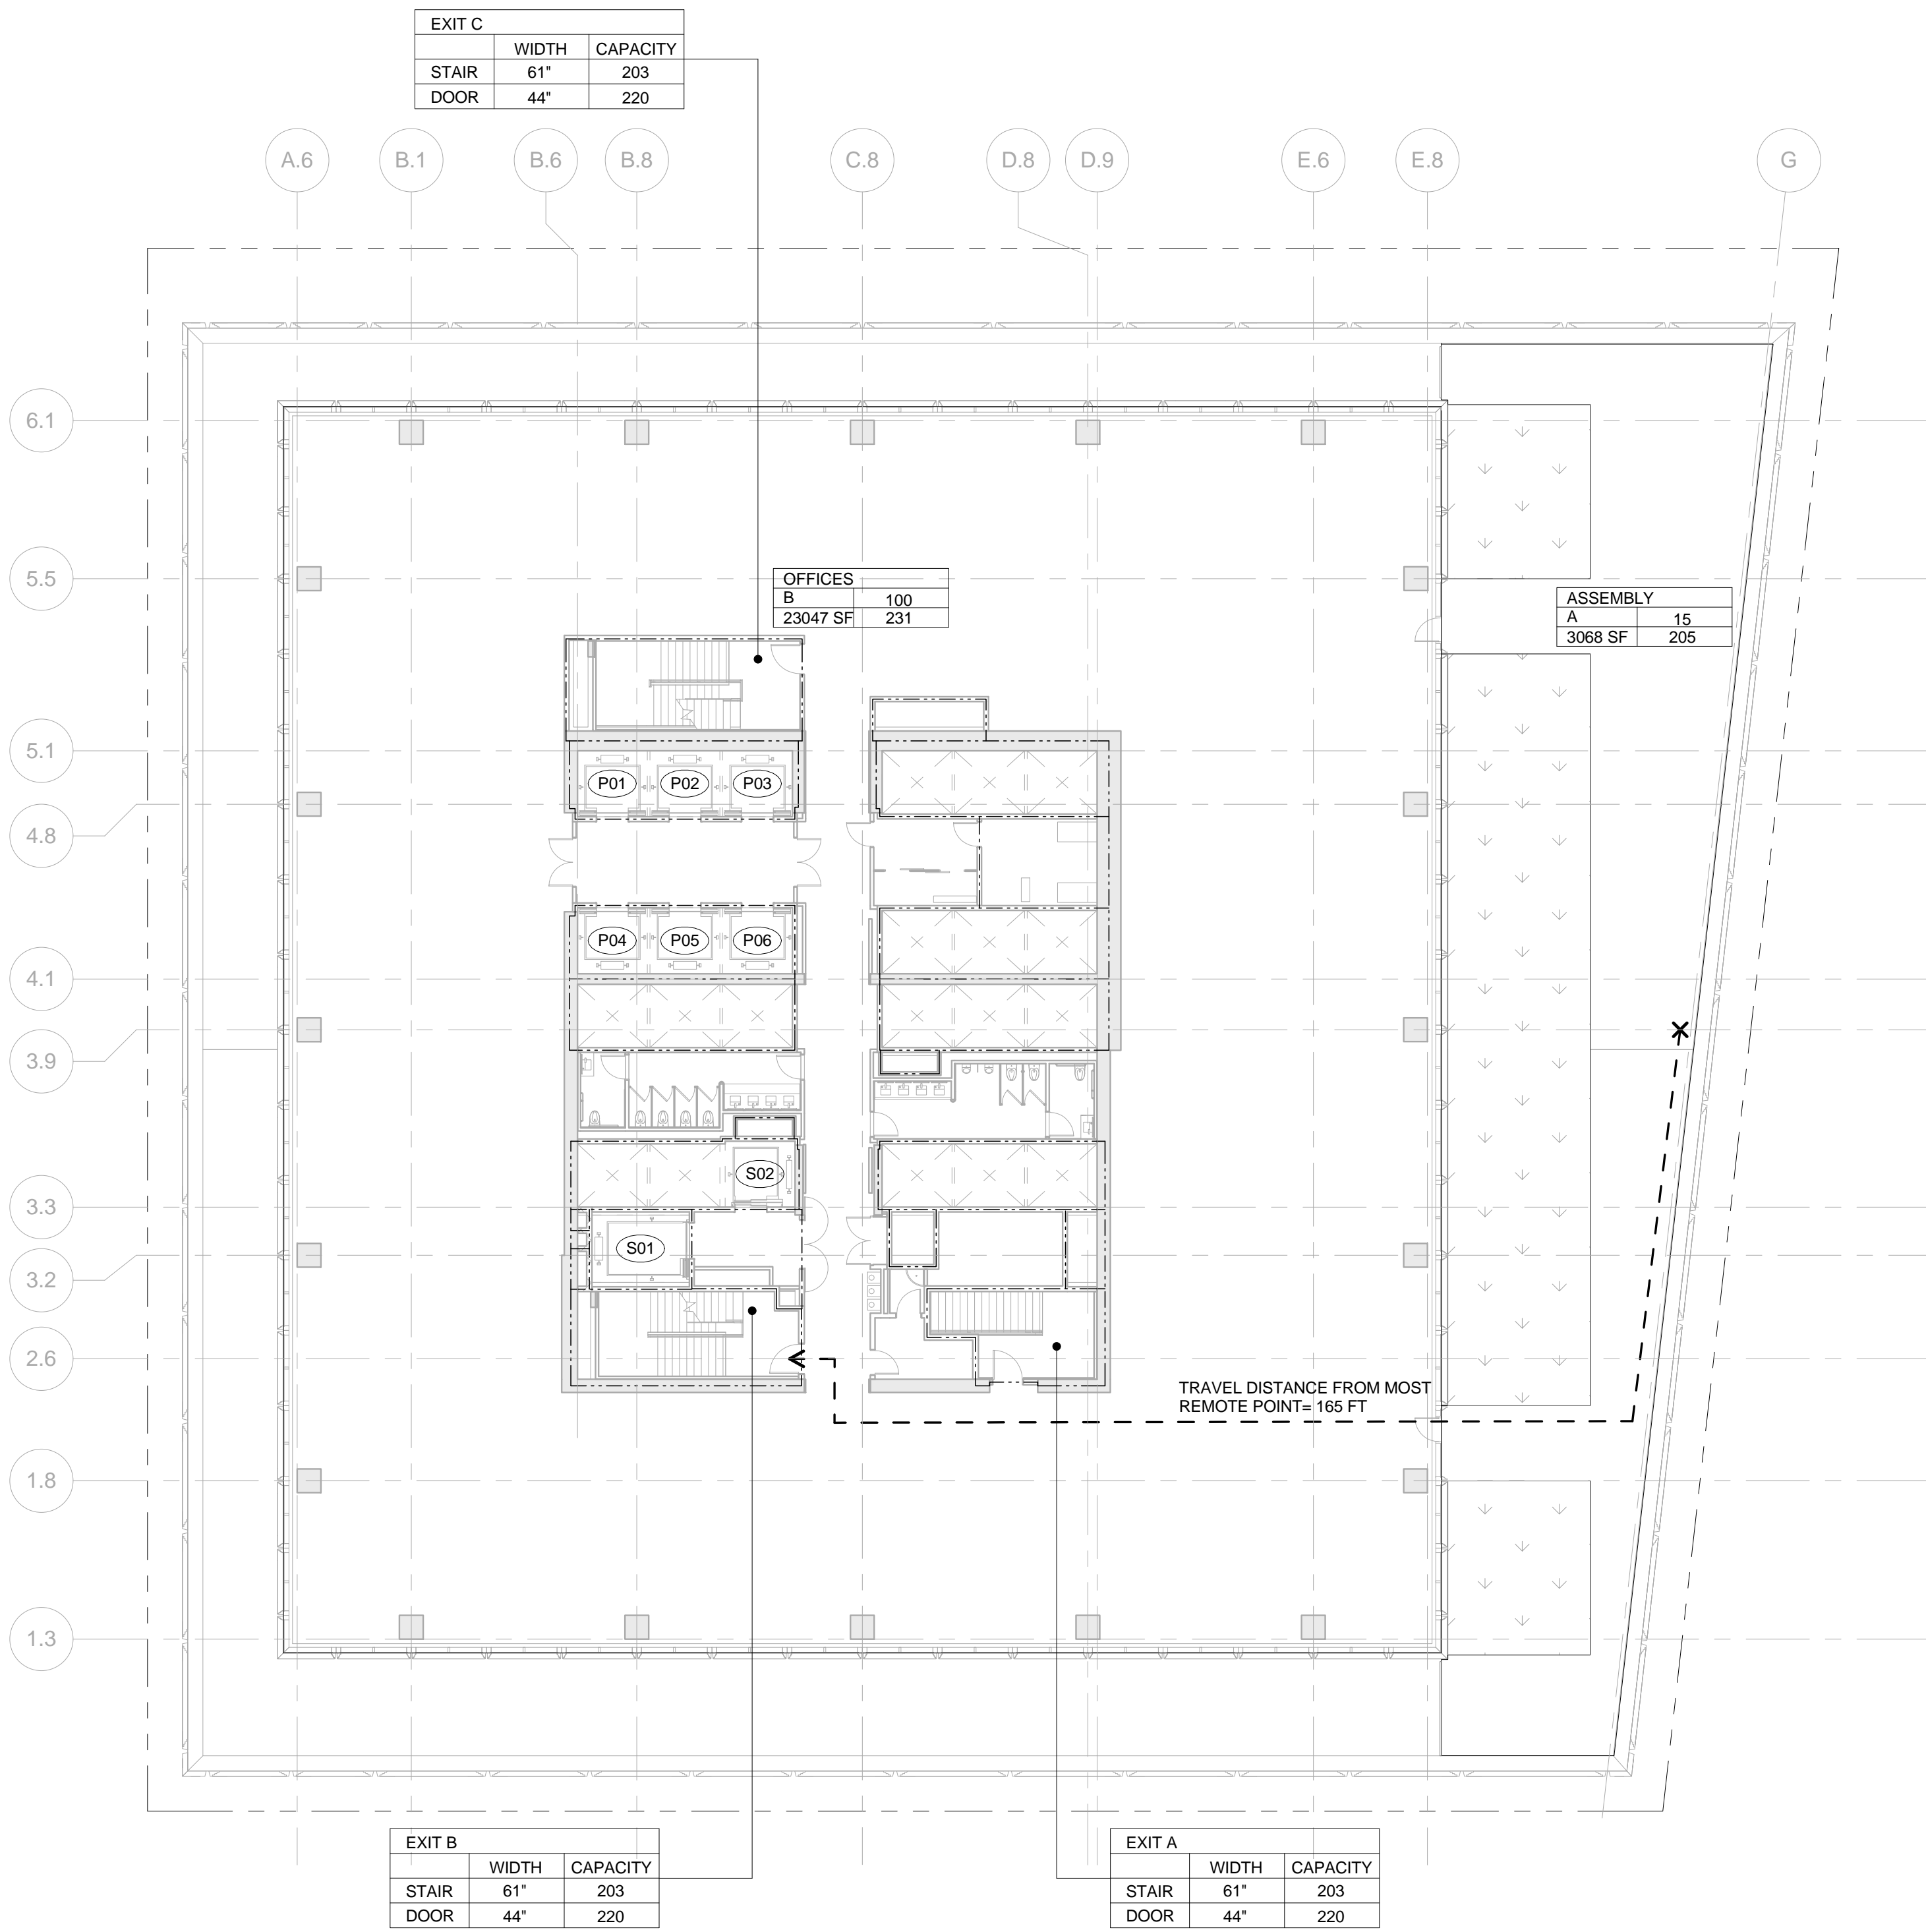 EXIT C
WIDTH CAPACITY
STAIR 61" 203
DOOR 44" 220
A.6 B.1 B.6 B.8 C.8 D.8 D.9 E.6 E.8 G
6.1
5.5
OFFICES
B 100
23047 SF 231
ASSEMBLY
A 15
3068 SF 205
5.1
P01 P02 P03
4.8
P04 P05 P06
4.1
3.9
S02
3.3
S01
3.2
2.6
TRAVEL DISTANCE FROM MOST
REMOTE POINT= 165 FT
1.8
1.3
EXIT B
WIDTH CAPACITY
STAIR 61" 203
DOOR 44" 220
EXIT A
WIDTH CAPACITY
STAIR 61" 203
DOOR 44" 220